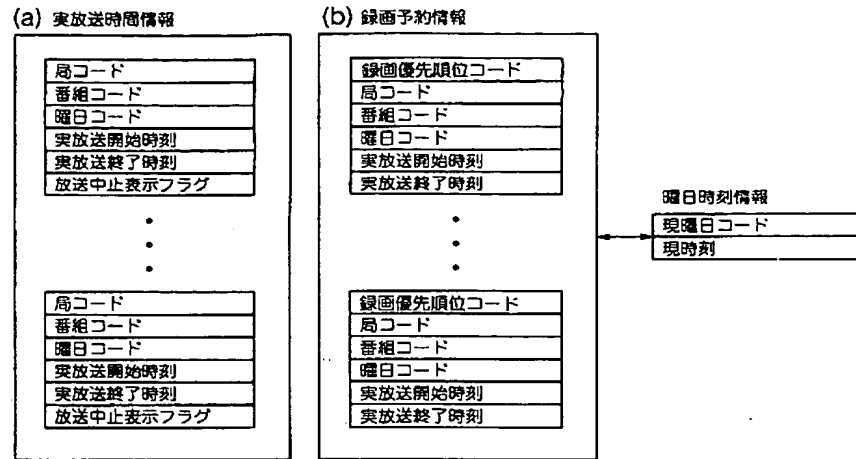 (a) 実放送時間情報
局コード
番組コード
曜日コード
実放送開始時刻
実放送終了時刻
放送中止表示フラグ
局コード
番組コード
曜日コード
実放送開始時刻
実放送終了時刻
放送中止表示フラグ
(b) 録画予約情報
録画優先順位コード
局コード
番組コード
曜日コード
実放送開始時刻
実放送終了時刻
録画優先順位コード
局コード
番組コード
曜日コード
実放送開始時刻
実放送終了時刻
曜日時刻情報
現曜日コード
現時刻